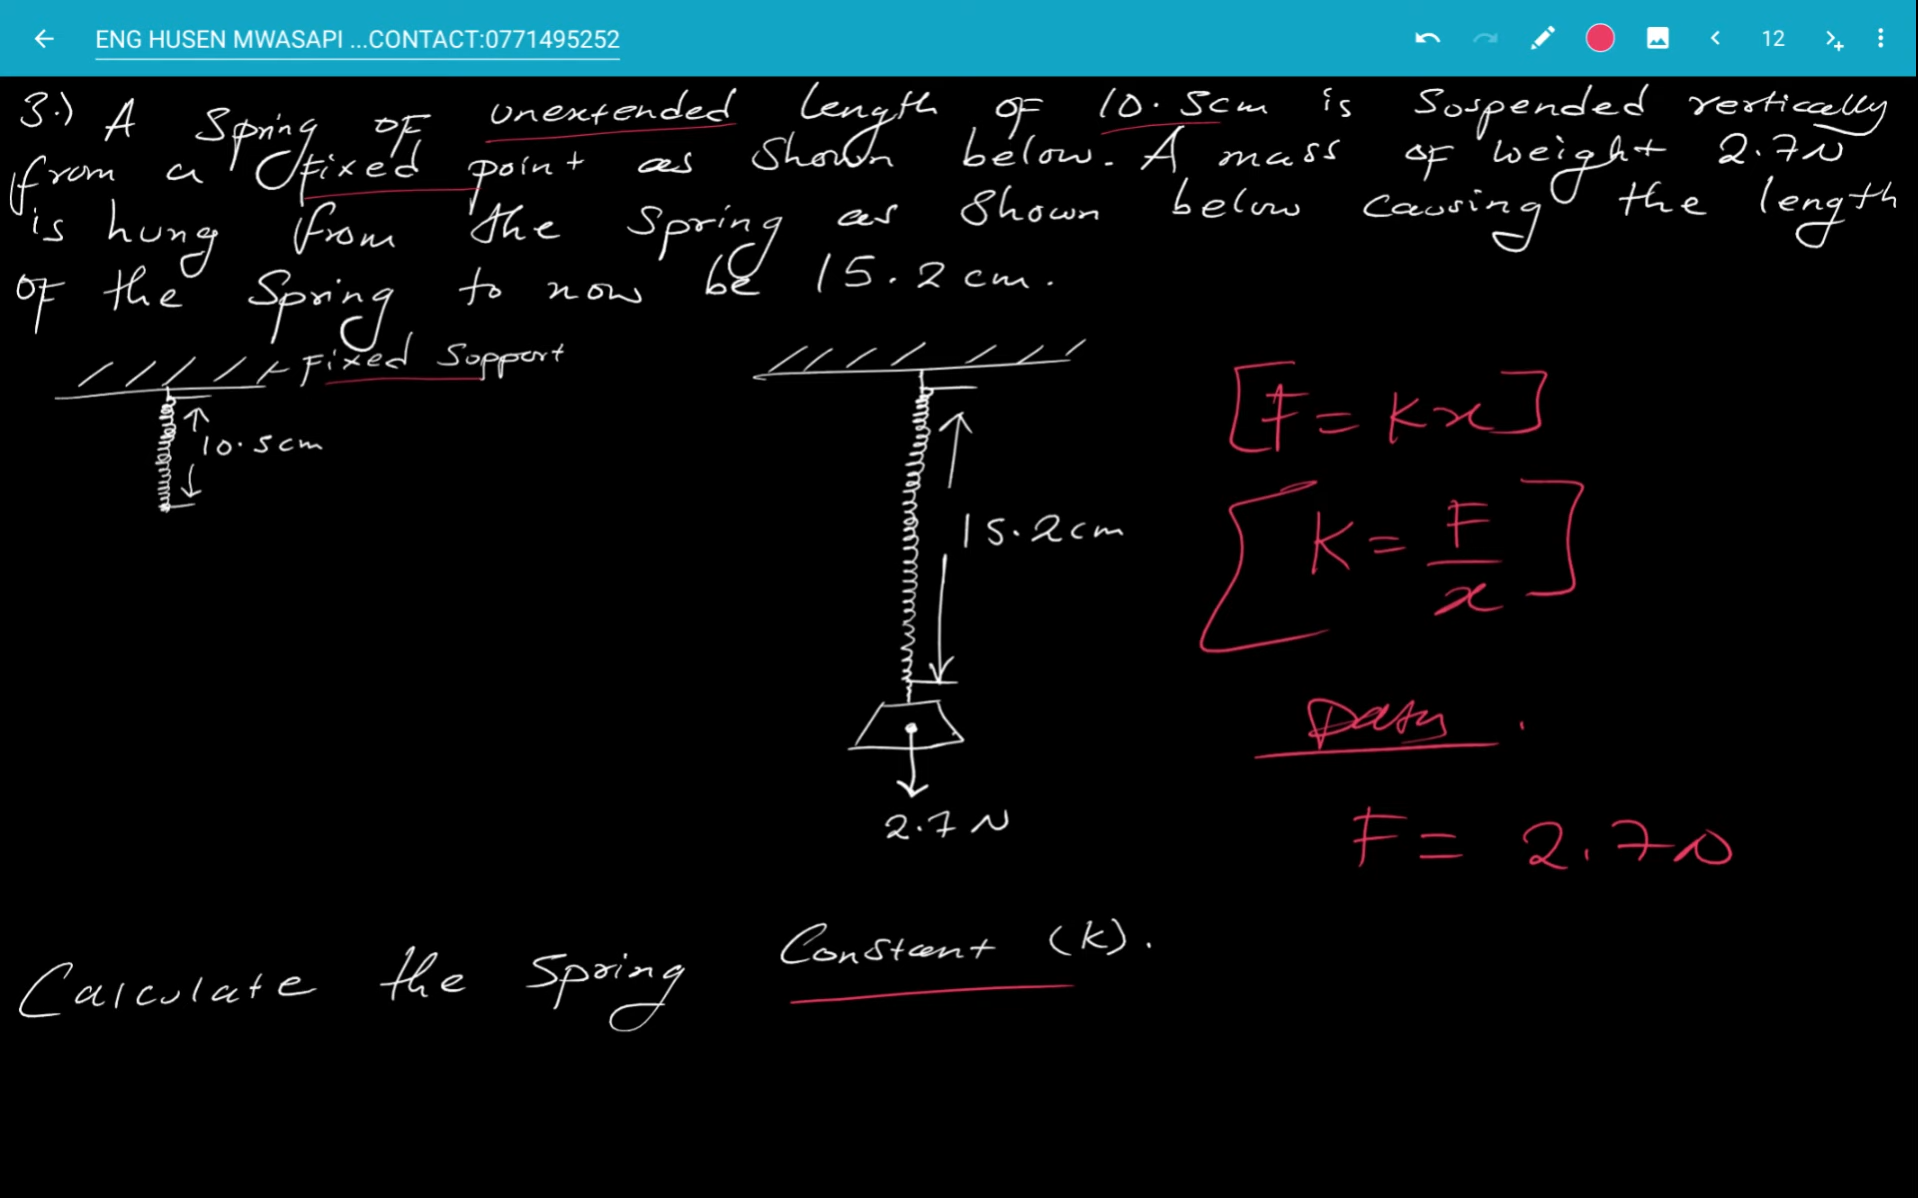 ENG HUSEN MWASAPI ...CONTACT:0771495252
12
3.) A Spring OF unextended length OF 10.5cm is Suspended vertically
from a fixed point as Shown below. A mass OF weight 2.7N
is hung from the Spring as Shown below causing the length
OF the Spring to now be 15.2cm.
Fixed Support
10.5cm
15.2cm
2.7N
[F = Kx]
[K = F/x]
Data
F = 2.7N
Calculate the Spring Constant (K).